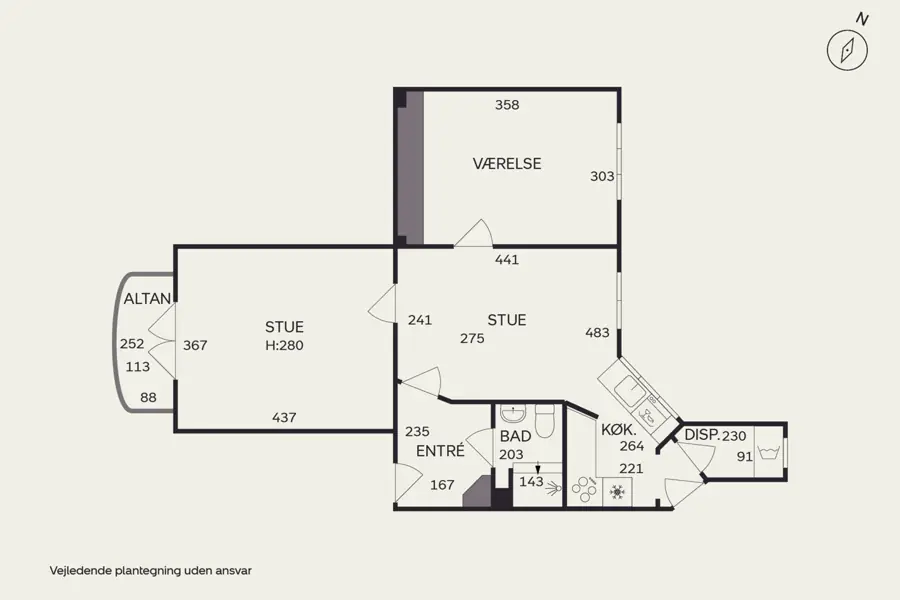 N
358
VÆRELSE
303
441
ALTAN
STUE
H:280
241
STUE
275
483
252
367
113
88
437
235
ENTRÉ
167
BAD
203
143
KØK.
264
221
DISP.
230
91
Vejledende plantegning uden ansvar